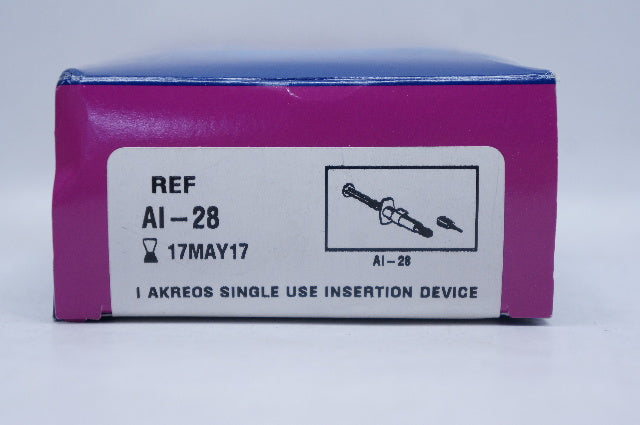 REF
AI-28
17MAY17
AI-28
1 AKREOS SINGLE USE INSERTION DEVICE